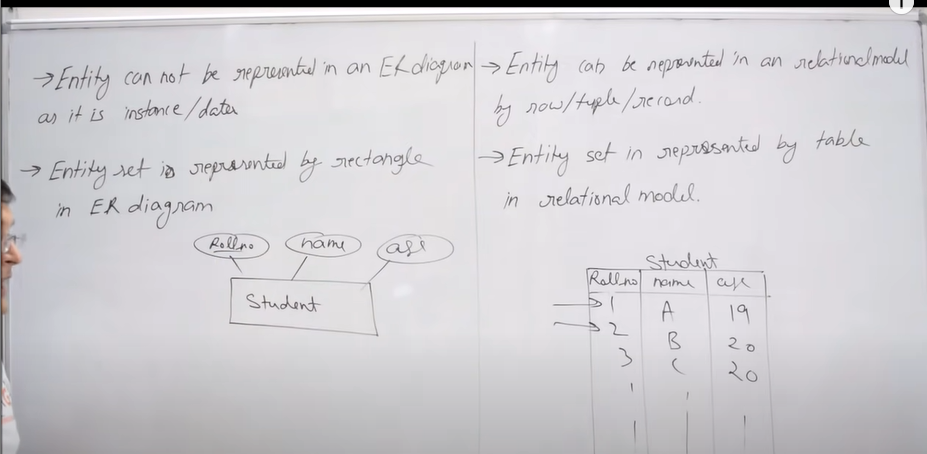 → Entity can not be represented in an ER diagram
as it is instance/data
→ Entity set is represented by rectangle
in ER diagram
Rollno name age
Student
→ Entity can be represented in an relational model
by row/tuple/record.
→ Entity set in represented by table
in relational model.
Student
Rollno name age
→ 1 A 19
→ 2 B 20
3 C 20